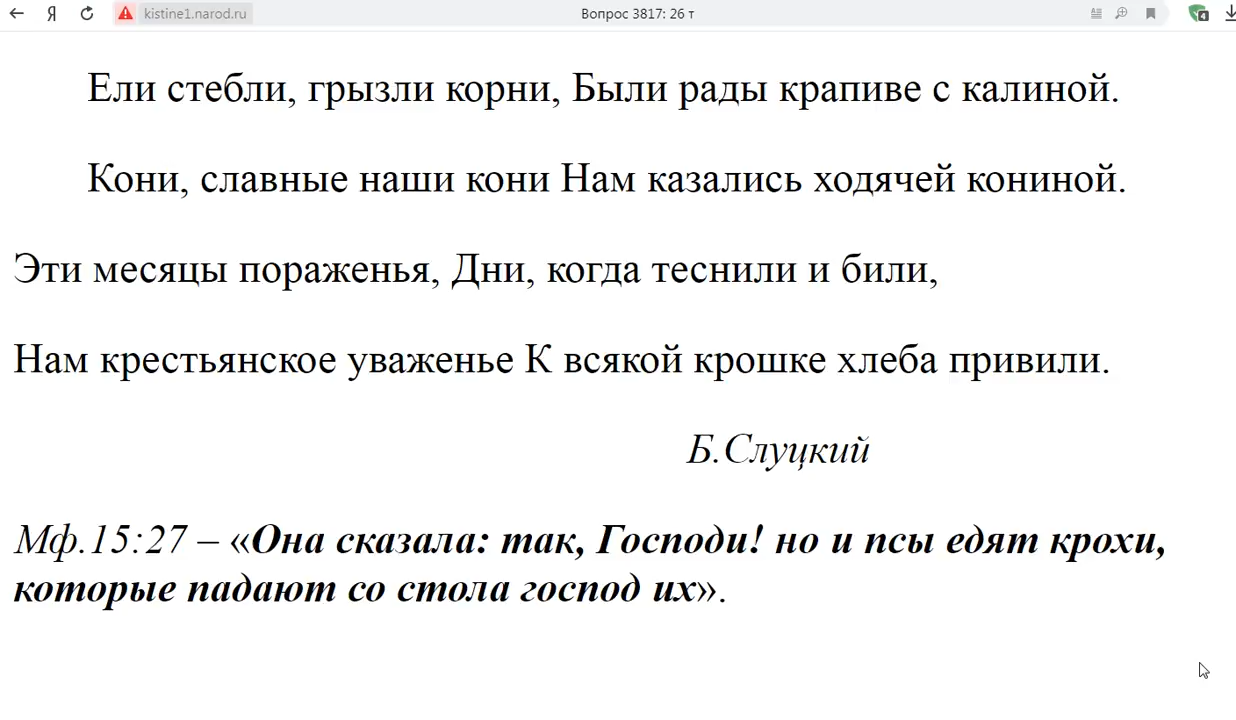 kistine1.narod.ru
Вопрос 3817: 26 т
4
Ели стебли, грызли корни, Были рады крапиве с калиной.
Кони, славные наши кони Нам казались ходячей кониной.
Эти месяцы пораженья, Дни, когда теснили и били,
Нам крестьянское уваженье К всякой крошке хлеба привили.
Б.Слуцкий
Мф.15:27 – «Она сказала: так, Господи! но и псы едят крохи,
которые падают со стола господ их».